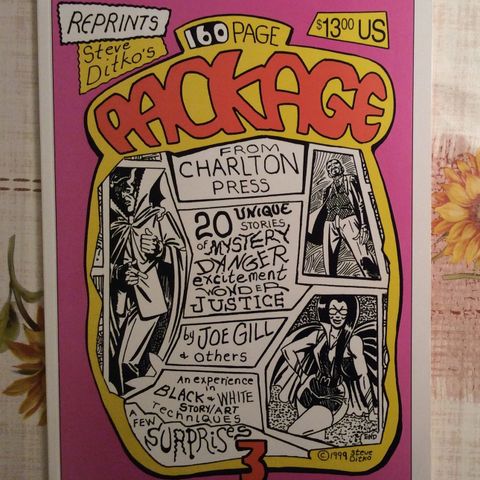 REPRINTS
160 PAGE
$13.00 US
Steve
Ditko's
PACKAGE
FROM
CHARLTON
PRESS
20 UNIQUE
STORIES
of MYSTERY
DANGER
excitement
WONDER
JUSTICE
by JOE GILL
& others
An experience
in
BLACK & WHITE
STORY/ART
TECHNIQUES
A FEW
SURPRISES
3
© 1999 Steve
Ditko